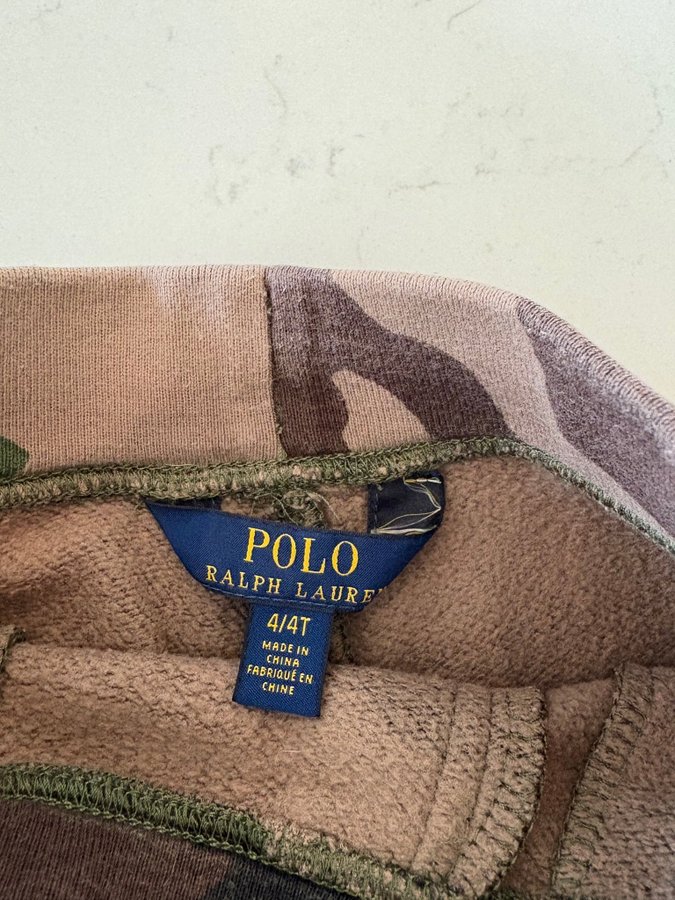 POLO
RALPH LAURE
4/4T
MADE IN
CHINA
FABRIQUÉ EN
CHINE